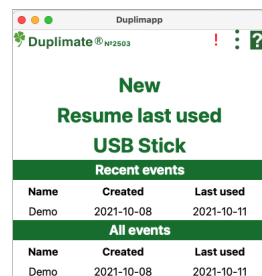 Duplimapp
Duplimate® Nº2503 ! ⋮ ?
New
Resume last used
USB Stick
Recent events
Name Created Last used
Demo 2021-10-08 2021-10-11
All events
Name Created Last used
Demo 2021-10-08 2021-10-11